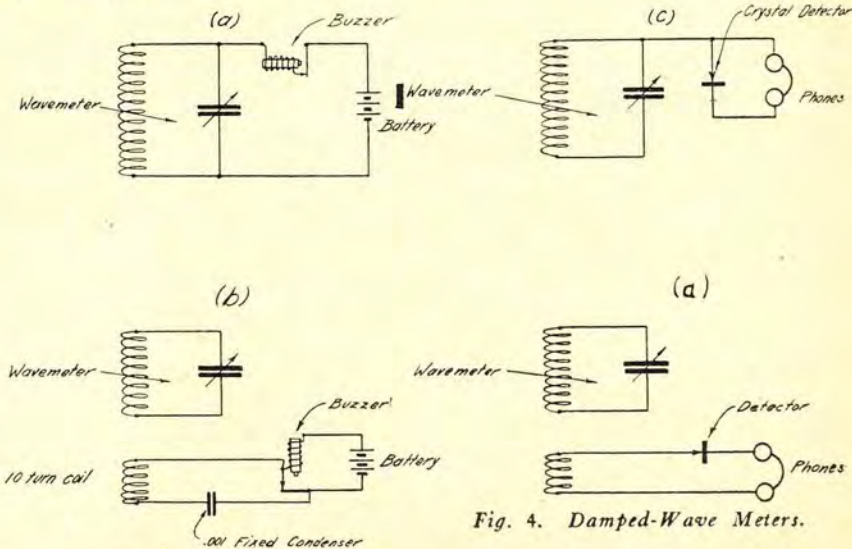 (a)
Buzzer
Wavemeter
Battery
(c)
Crystal Detector
Wavemeter
Phones
(b)
Wavemeter
Buzzer
Battery
10 turn coil
.001 Fixed Condenser
(a)
Wavemeter
Detector
Phones
Fig. 4. Damped-Wave Meters.